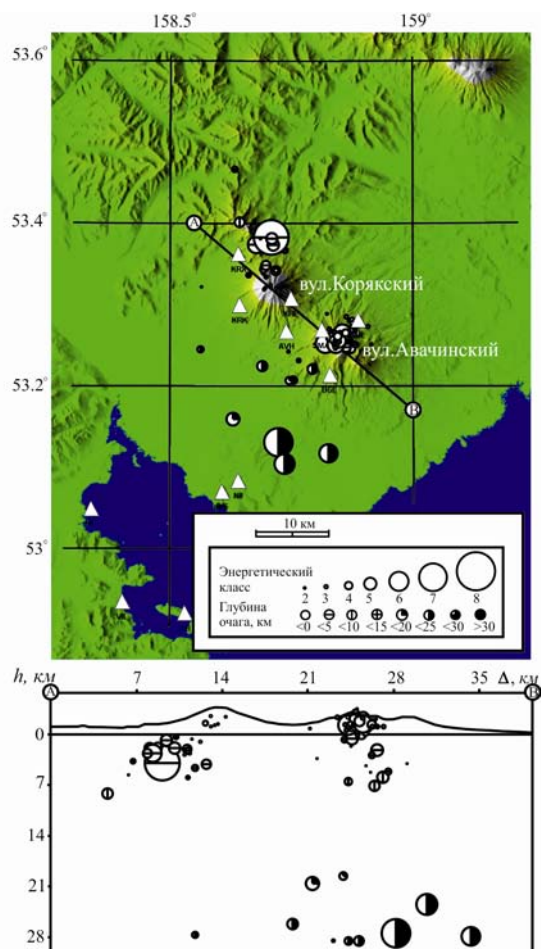 158.5° 159°
53.6°
53.4°
A
вул.Корякский
вул.Авачинский
53.2°
B
53°
10 км
Энергетический класс
2 3 4 5 6 7 8
Глубина очага, км
<0 <5 <10 <15 <20 <25 <30 >30
h, км 7 14 21 28 35 Δ, км
A B
0
7
14
21
28